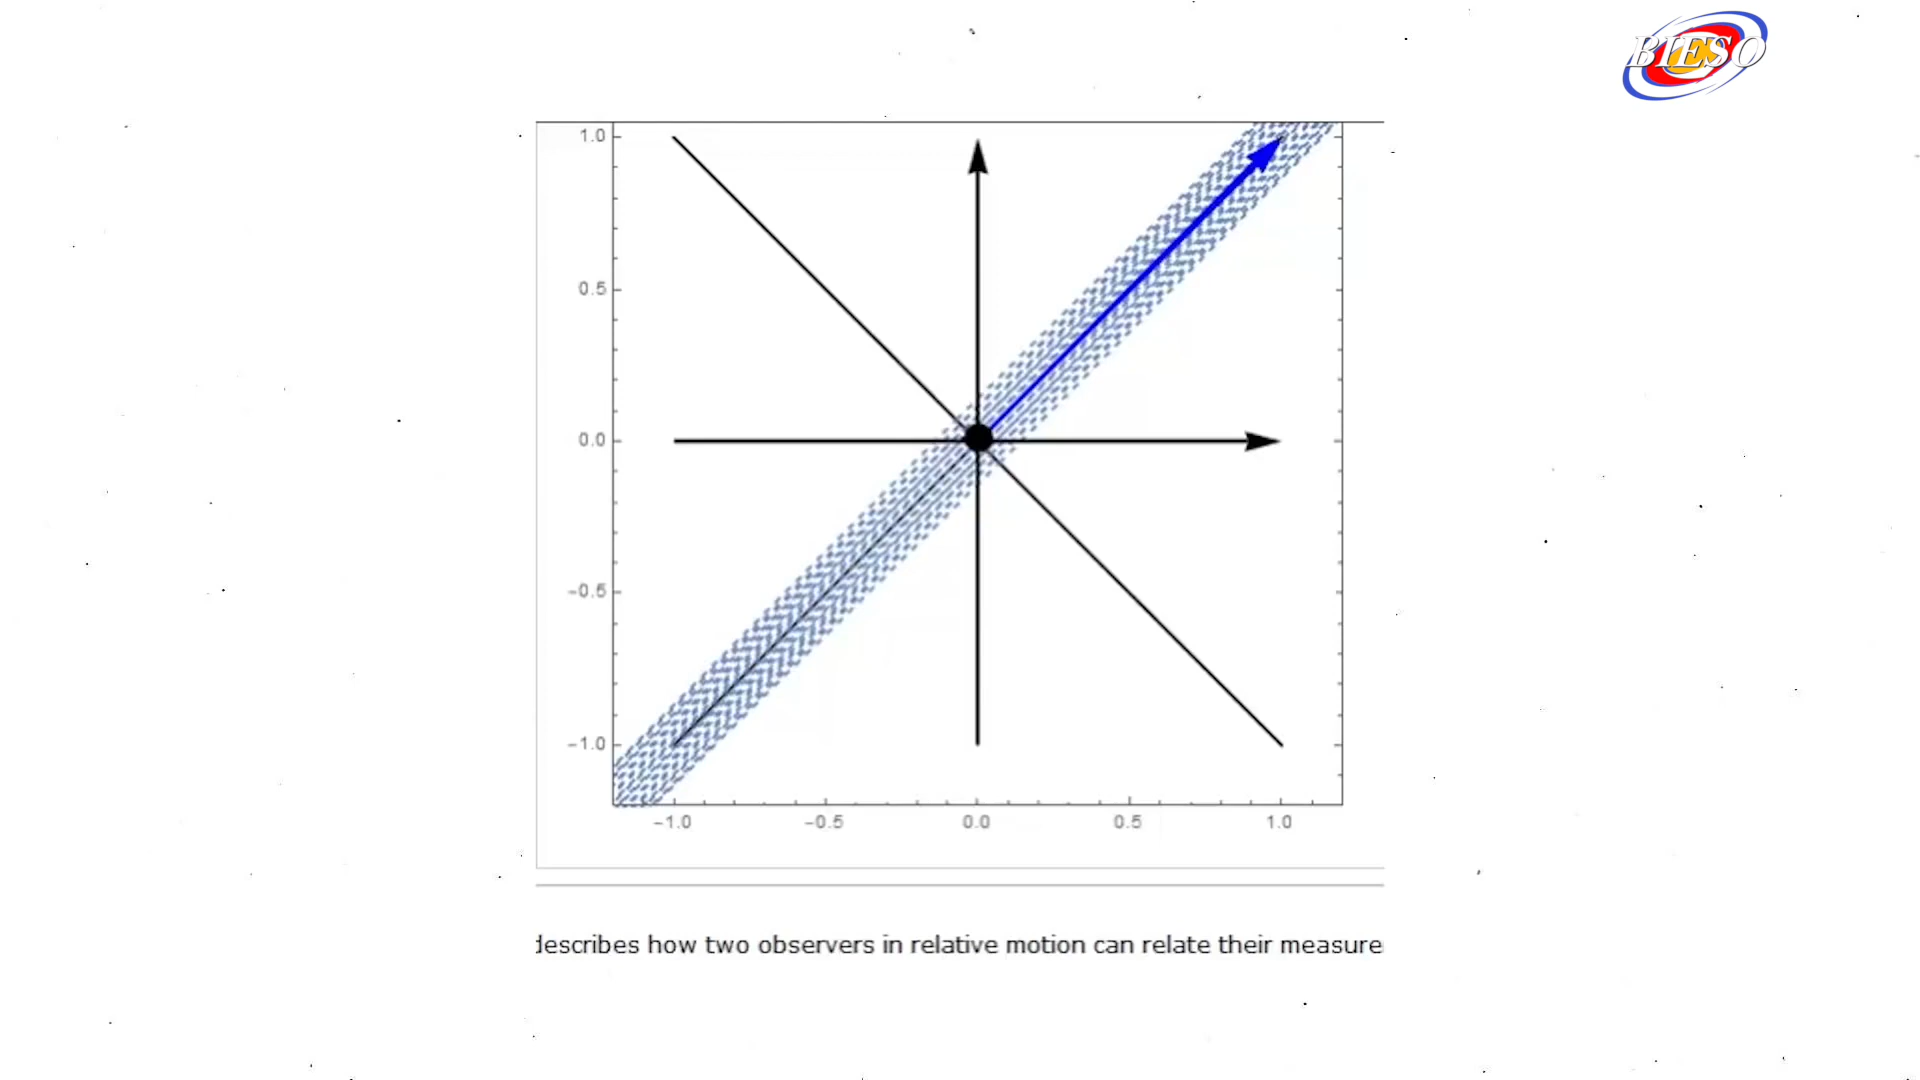 BIESO
1.0
0.5
0.0
−0.5
−1.0
−1.0 −0.5 0.0 0.5 1.0
describes how two observers in relative motion can relate their measure